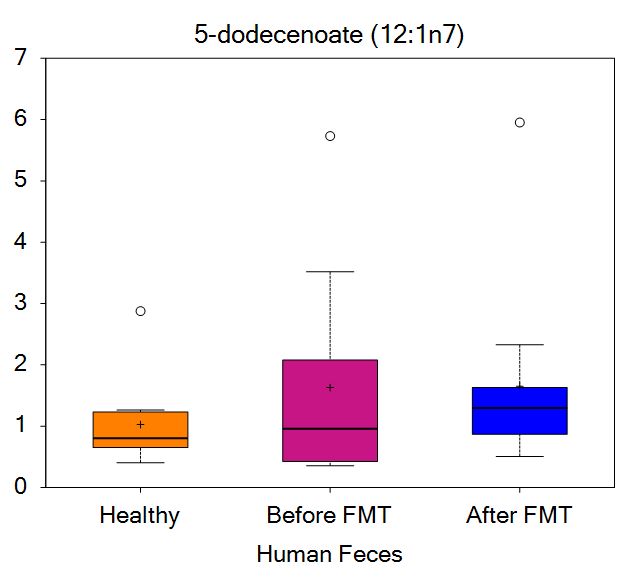 5-dodecenoate (12:1n7)
7
6
5
4
3
2
1
0
Healthy
Before FMT
After FMT
Human Feces